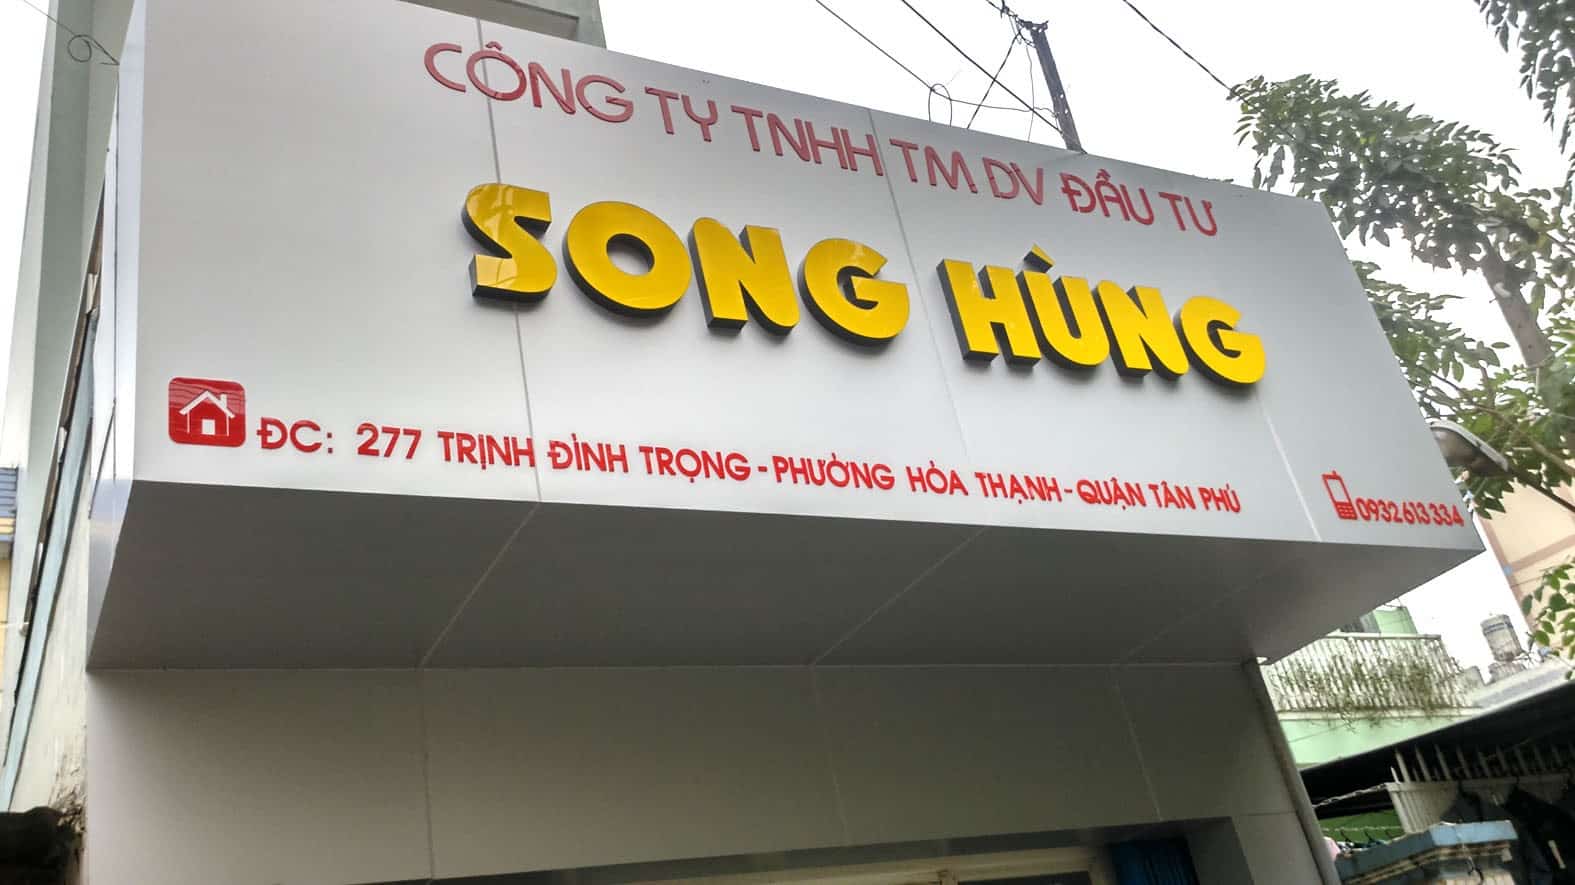 CÔNG TY TNHH TM DV ĐẦU TƯ
SONG HÙNG
ĐC: 277 TRỊNH ĐÌNH TRỌNG - PHƯỜNG HÒA THẠNH - QUẬN TÂN PHÚ
0932613334